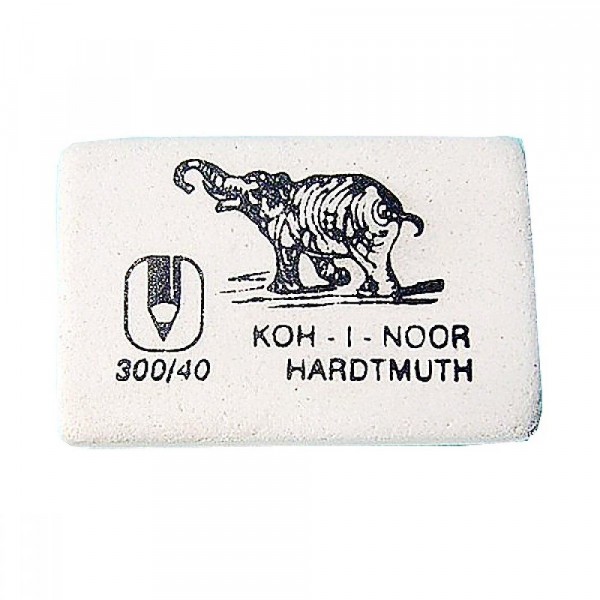 KOH - I - NOOR
HARDTMUTH
300/40